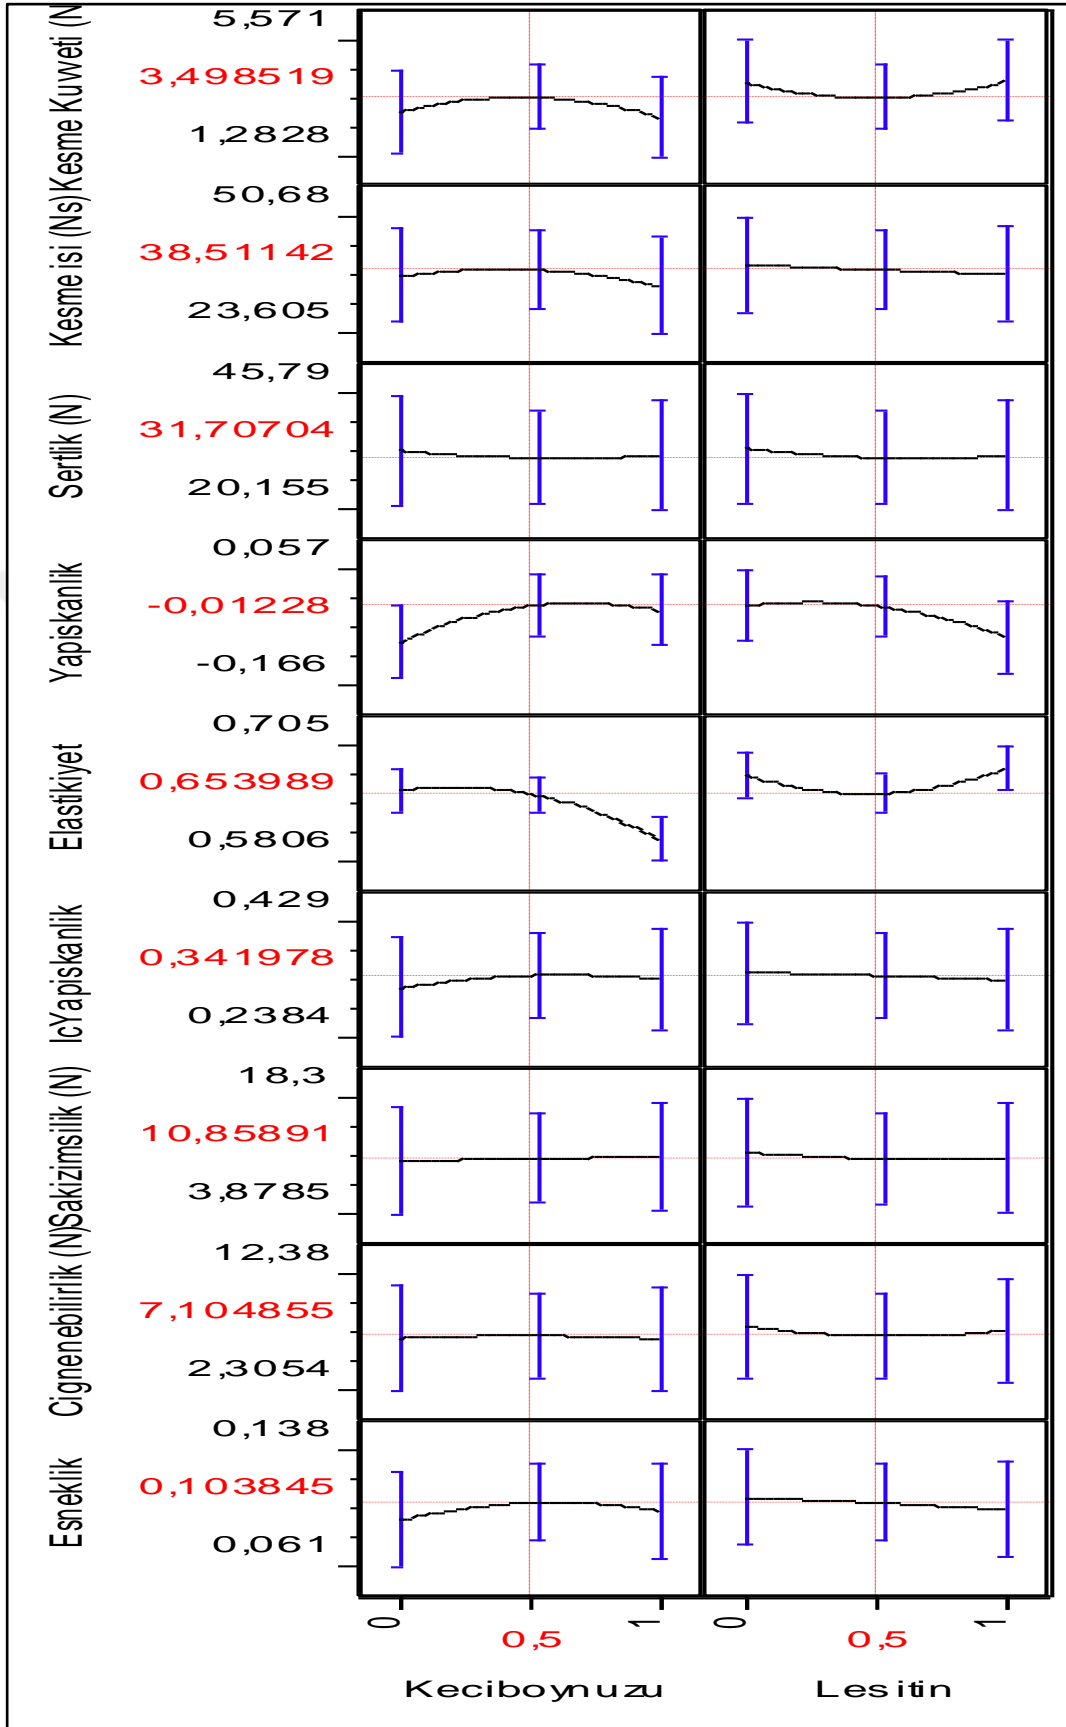 5,571
3,498519
1,2828
Kesme Kuvveti (N
50,68
38,51142
23,605
Kesme isi (Ns)
45,79
31,70704
20,155
Sertlik (N)
0,057
-0,01228
-0,166
Yapiskanlik
0,705
0,653989
0,5806
Elastikiyet
0,429
0,341978
0,2384
IcYapiskanlik
18,3
10,85891
3,8785
Sakizimsilik (N)
12,38
7,104855
2,3054
Cignenebilirlik (N)
0,138
0,103845
0,061
Esneklik
0 0,5 1 0 0,5 1
Keciboynuzu Lesitin